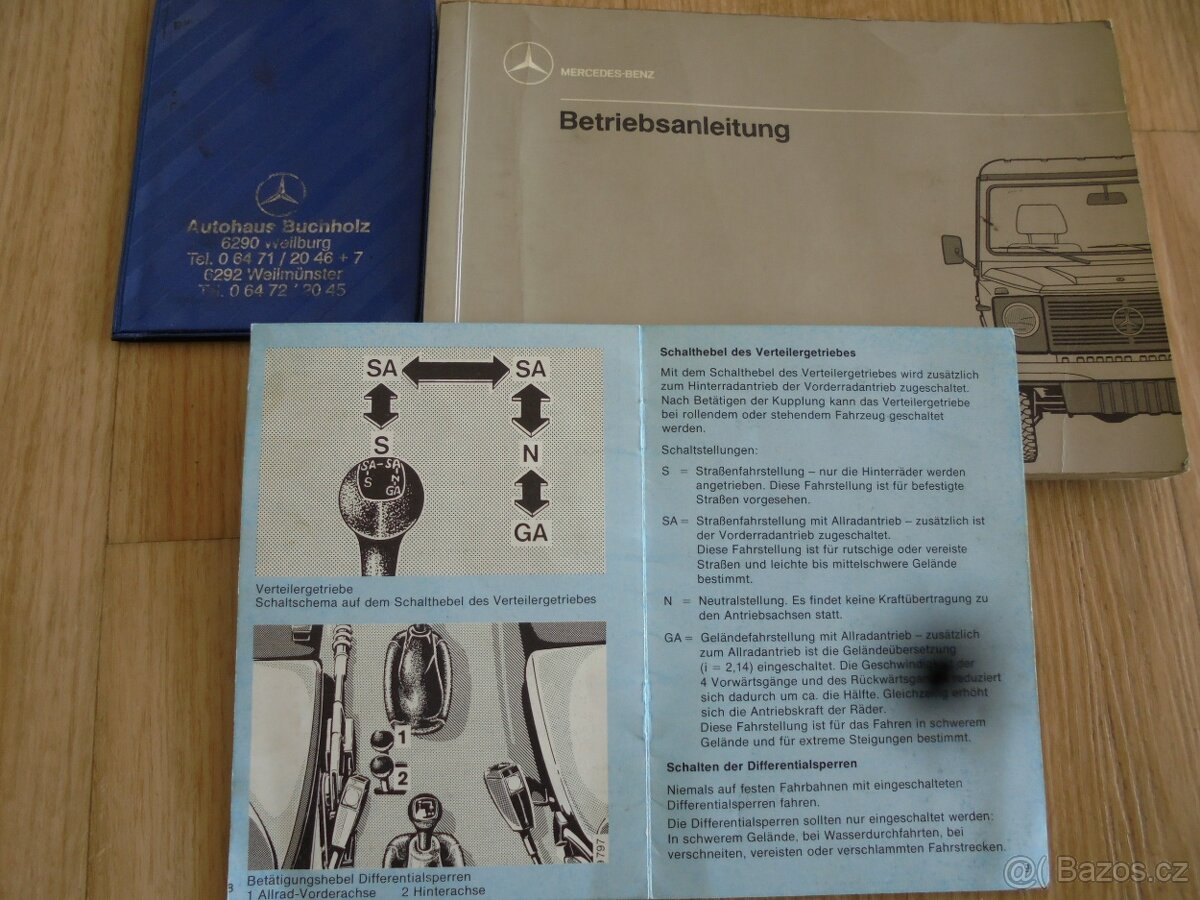 Autohaus Buchholz
6290 Weilburg
Tel. 0 64 71 / 20 46 + 7
6292 Weilmünster
Tel. 0 64 72 / 20 45
MERCEDES-BENZ
Betriebsanleitung
SA SA
S N
GA
SA-SA
S N
GA
Verteilergetriebe
Schaltschema auf dem Schalthebel des Verteilergetriebes
1
2
Betätigungshebel Differentialsperren
1 Allrad-Vorderachse 2 Hinterachse
Schalthebel des Verteilergetriebes
Mit dem Schalthebel des Verteilergetriebes wird zusätzlich
zum Hinterradantrieb der Vorderradantrieb zugeschaltet.
Nach Betätigen der Kupplung kann das Verteilergetriebe
bei rollendem oder stehendem Fahrzeug geschaltet
werden.
Schaltstellungen:
S = Straßenfahrstellung – nur die Hinterräder werden
angetrieben. Diese Fahrstellung ist für befestigte
Straßen vorgesehen.
SA = Straßenfahrstellung mit Allradantrieb – zusätzlich ist
der Vorderradantrieb zugeschaltet.
Diese Fahrstellung ist für rutschige oder vereiste
Straßen und leichte bis mittelschwere Gelände
bestimmt.
N = Neutralstellung. Es findet keine Kraftübertragung zu
den Antriebsachsen statt.
GA = Geländefahrstellung mit Allradantrieb – zusätzlich
zum Allradantrieb ist die Geländeübersetzung
(i = 2,14) eingeschaltet. Die Geschwindigkeit der
4 Vorwärtsgänge und des Rückwärtsganges reduziert
sich dadurch um ca. die Hälfte. Gleichzeitig erhöht
sich die Antriebskraft der Räder.
Diese Fahrstellung ist für das Fahren in schwerem
Gelände und für extreme Steigungen bestimmt.
Schalten der Differentialsperren
Niemals auf festen Fahrbahnen mit eingeschalteten
Differentialsperren fahren.
Die Differentialsperren sollten nur eingeschaltet werden:
In schwerem Gelände, bei Wasserdurchfahrten, bei
verschneiten, vereisten oder verschlammten Fahrstrecken.
Bazos.cz